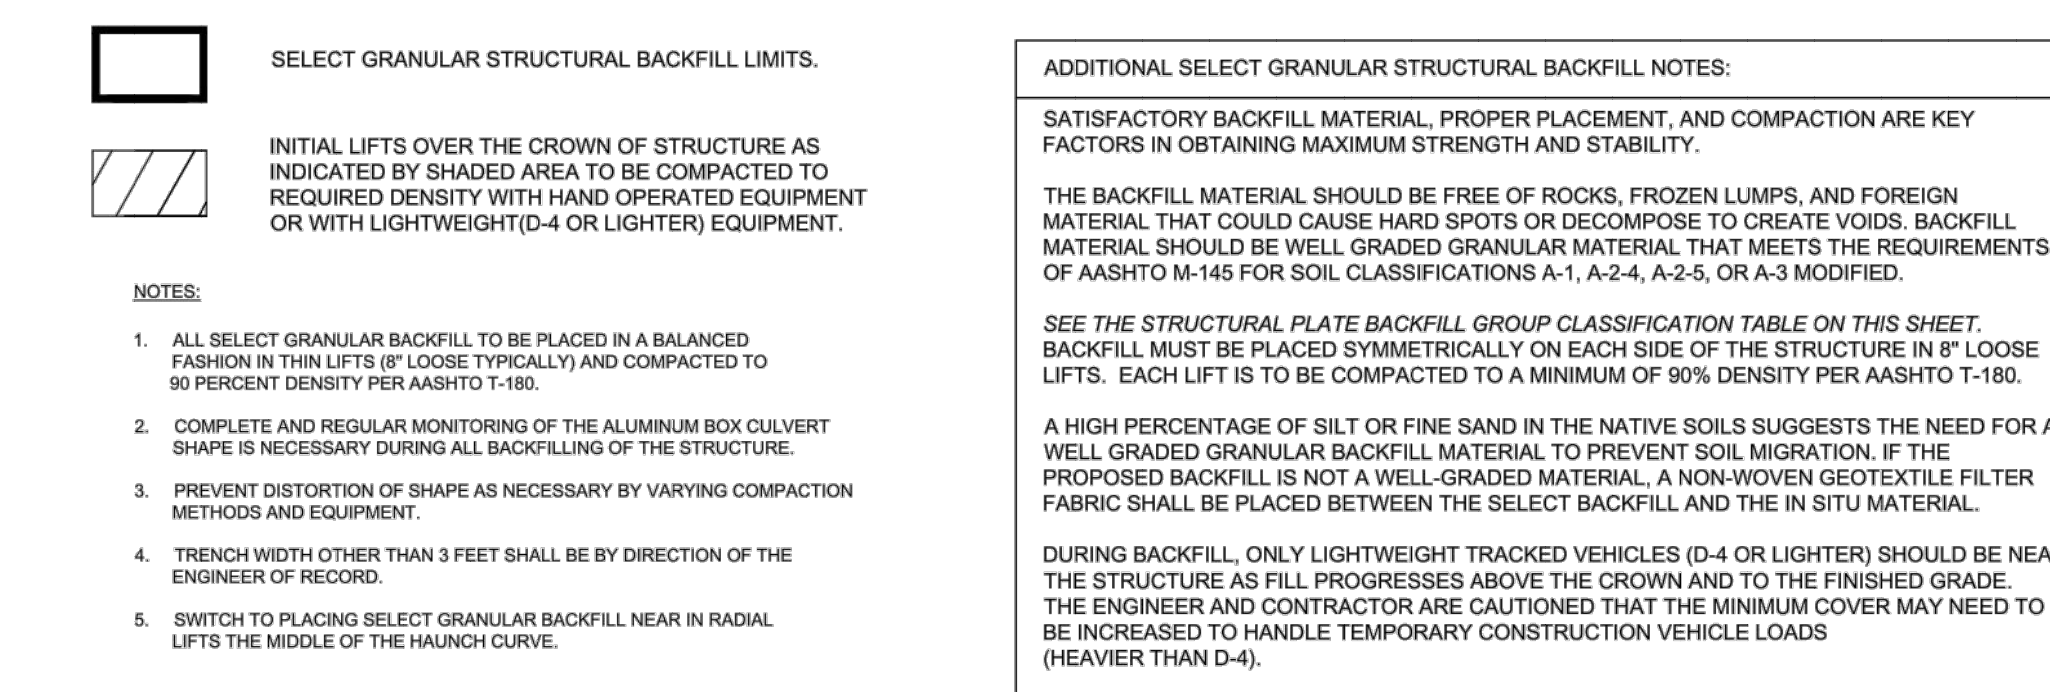 SELECT GRANULAR STRUCTURAL BACKFILL LIMITS.
INITIAL LIFTS OVER THE CROWN OF STRUCTURE AS
INDICATED BY SHADED AREA TO BE COMPACTED TO
REQUIRED DENSITY WITH HAND OPERATED EQUIPMENT
OR WITH LIGHTWEIGHT(D-4 OR LIGHTER) EQUIPMENT.
NOTES:
1. ALL SELECT GRANULAR BACKFILL TO BE PLACED IN A BALANCED
FASHION IN THIN LIFTS (8" LOOSE TYPICALLY) AND COMPACTED TO
90 PERCENT DENSITY PER AASHTO T-180.
2. COMPLETE AND REGULAR MONITORING OF THE ALUMINUM BOX CULVERT
SHAPE IS NECESSARY DURING ALL BACKFILLING OF THE STRUCTURE.
3. PREVENT DISTORTION OF SHAPE AS NECESSARY BY VARYING COMPACTION
METHODS AND EQUIPMENT.
4. TRENCH WIDTH OTHER THAN 3 FEET SHALL BE BY DIRECTION OF THE
ENGINEER OF RECORD.
5. SWITCH TO PLACING SELECT GRANULAR BACKFILL NEAR IN RADIAL
LIFTS THE MIDDLE OF THE HAUNCH CURVE.
ADDITIONAL SELECT GRANULAR STRUCTURAL BACKFILL NOTES:
SATISFACTORY BACKFILL MATERIAL, PROPER PLACEMENT, AND COMPACTION ARE KEY
FACTORS IN OBTAINING MAXIMUM STRENGTH AND STABILITY.
THE BACKFILL MATERIAL SHOULD BE FREE OF ROCKS, FROZEN LUMPS, AND FOREIGN
MATERIAL THAT COULD CAUSE HARD SPOTS OR DECOMPOSE TO CREATE VOIDS. BACKFILL
MATERIAL SHOULD BE WELL GRADED GRANULAR MATERIAL THAT MEETS THE REQUIREMENTS
OF AASHTO M-145 FOR SOIL CLASSIFICATIONS A-1, A-2-4, A-2-5, OR A-3 MODIFIED.
SEE THE STRUCTURAL PLATE BACKFILL GROUP CLASSIFICATION TABLE ON THIS SHEET.
BACKFILL MUST BE PLACED SYMMETRICALLY ON EACH SIDE OF THE STRUCTURE IN 8" LOOSE
LIFTS. EACH LIFT IS TO BE COMPACTED TO A MINIMUM OF 90% DENSITY PER AASHTO T-180.
A HIGH PERCENTAGE OF SILT OR FINE SAND IN THE NATIVE SOILS SUGGESTS THE NEED FOR A
WELL GRADED GRANULAR BACKFILL MATERIAL TO PREVENT SOIL MIGRATION. IF THE
PROPOSED BACKFILL IS NOT A WELL-GRADED MATERIAL, A NON-WOVEN GEOTEXTILE FILTER
FABRIC SHALL BE PLACED BETWEEN THE SELECT BACKFILL AND THE IN SITU MATERIAL.
DURING BACKFILL, ONLY LIGHTWEIGHT TRACKED VEHICLES (D-4 OR LIGHTER) SHOULD BE NEA
THE STRUCTURE AS FILL PROGRESSES ABOVE THE CROWN AND TO THE FINISHED GRADE.
THE ENGINEER AND CONTRACTOR ARE CAUTIONED THAT THE MINIMUM COVER MAY NEED TO
BE INCREASED TO HANDLE TEMPORARY CONSTRUCTION VEHICLE LOADS
(HEAVIER THAN D-4).